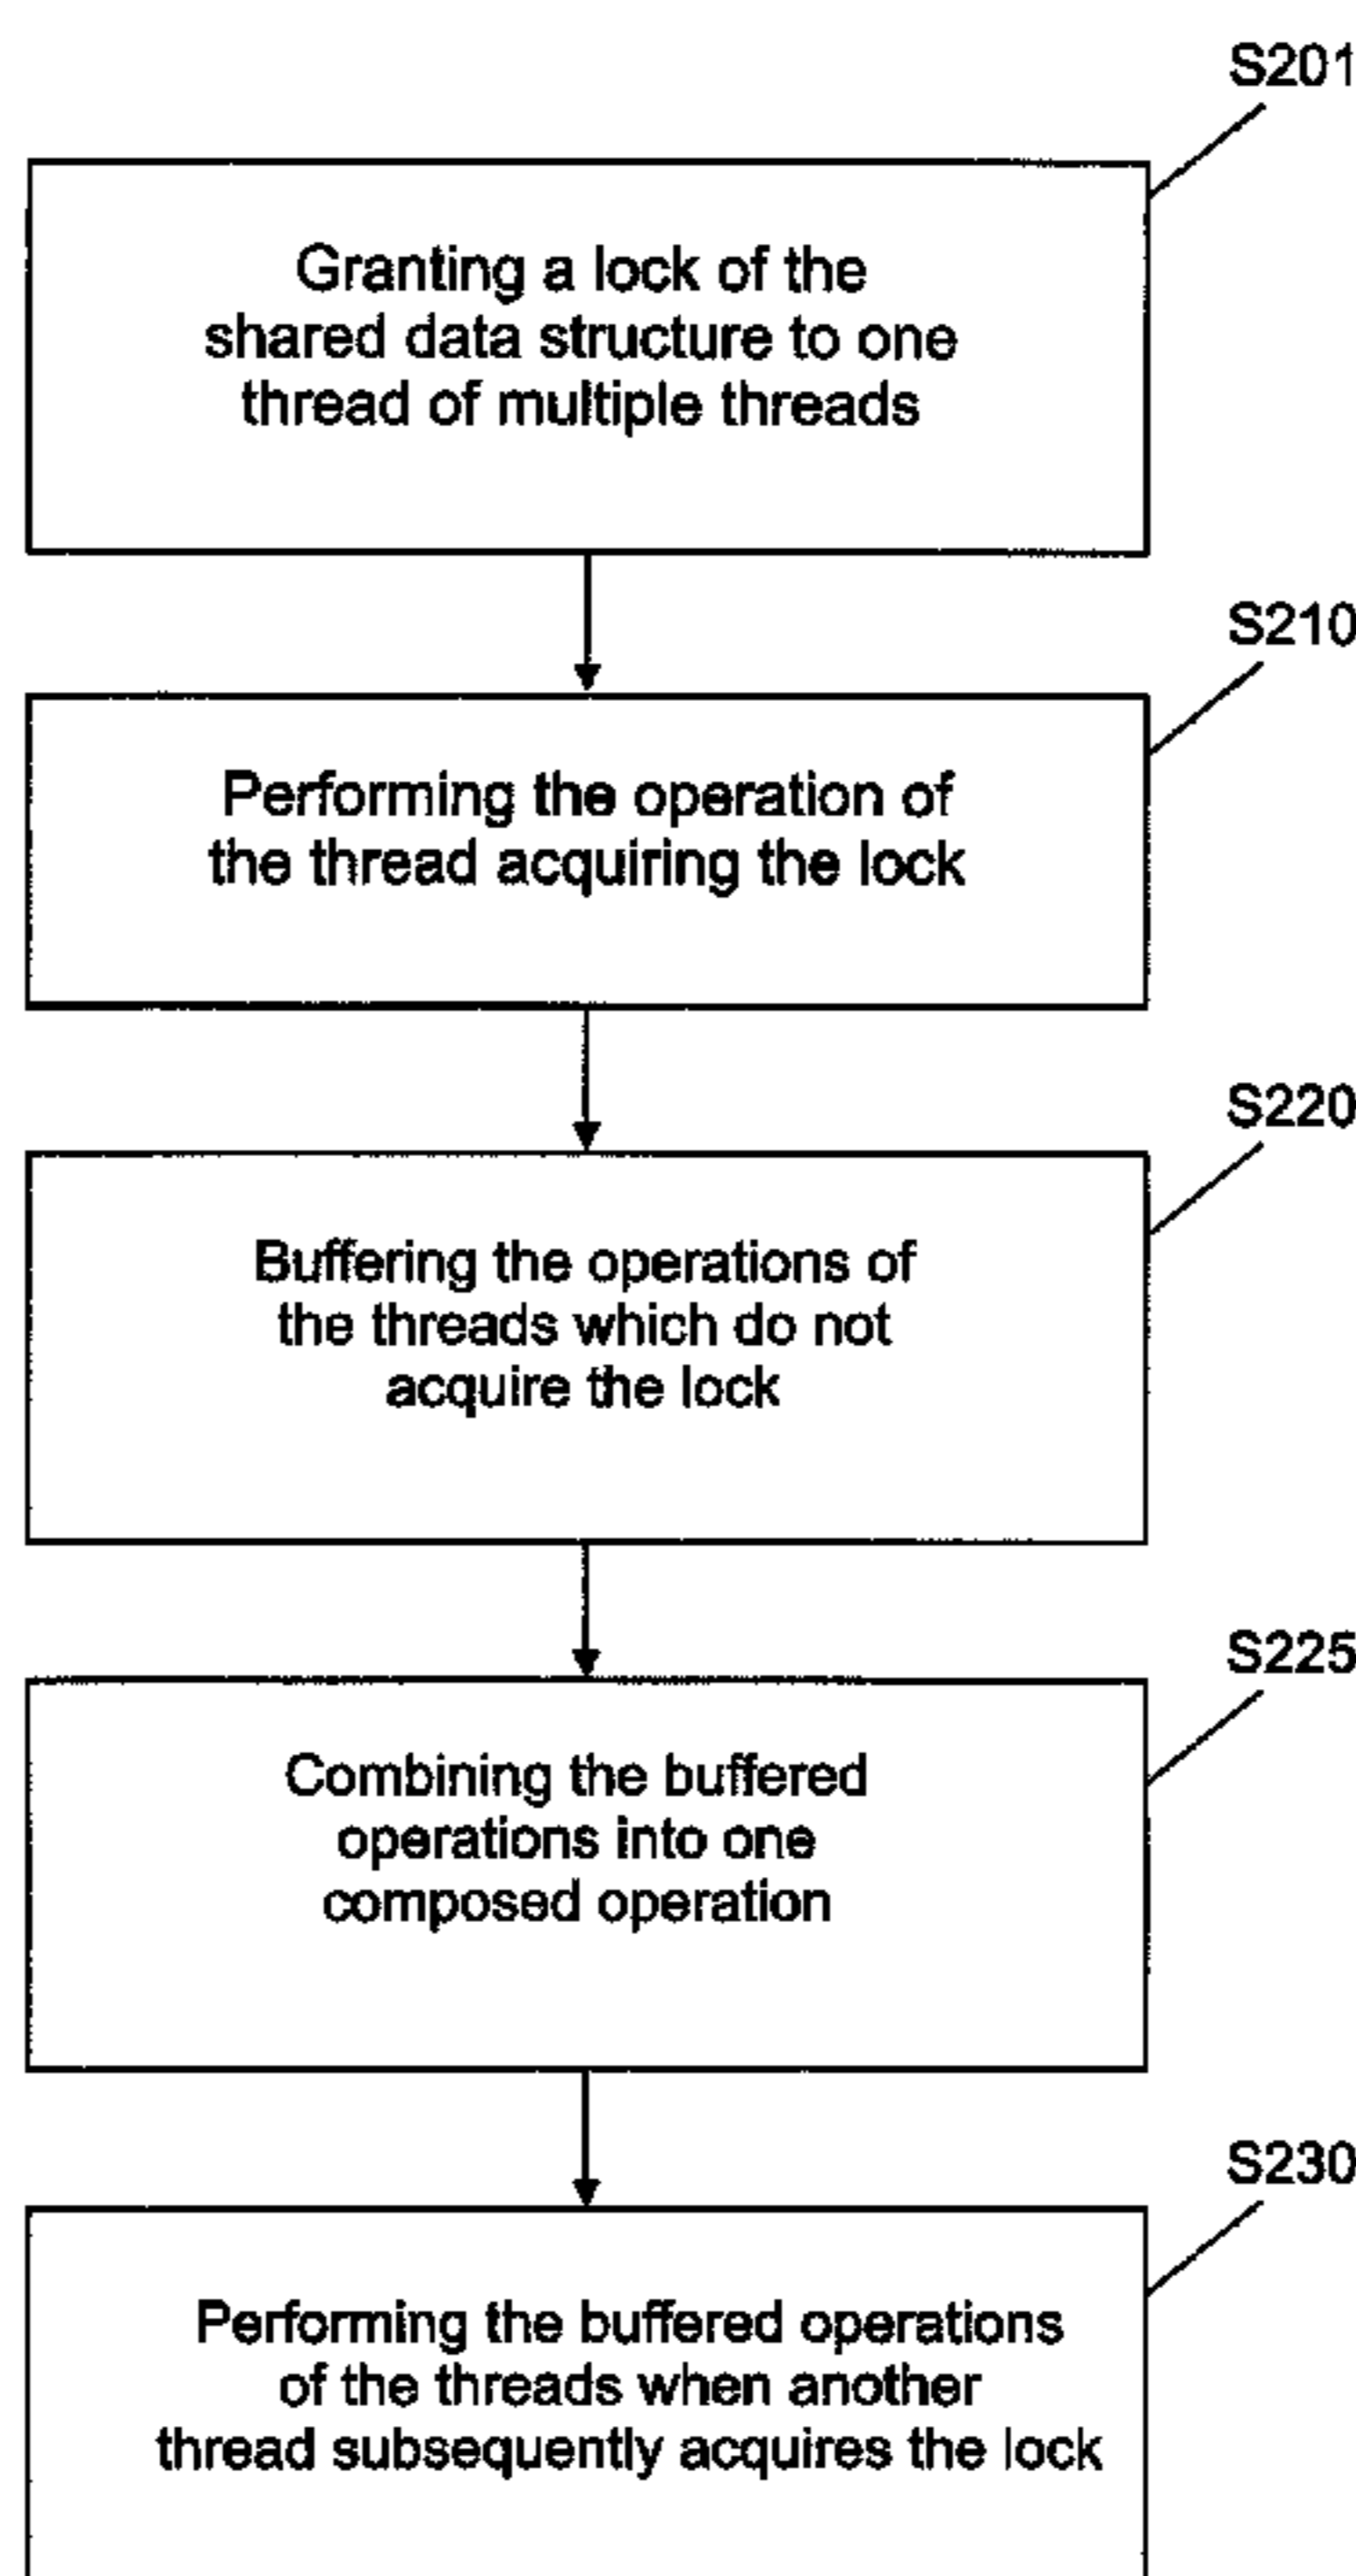 S201
Granting a lock of the
shared data structure to one
thread of multiple threads
S210
Performing the operation of
the thread acquiring the lock
S220
Buffering the operations of
the threads which do not
acquire the lock
S225
Combining the buffered
operations into one
composed operation
S230
Performing the buffered operations
of the threads when another
thread subsequently acquires the lock